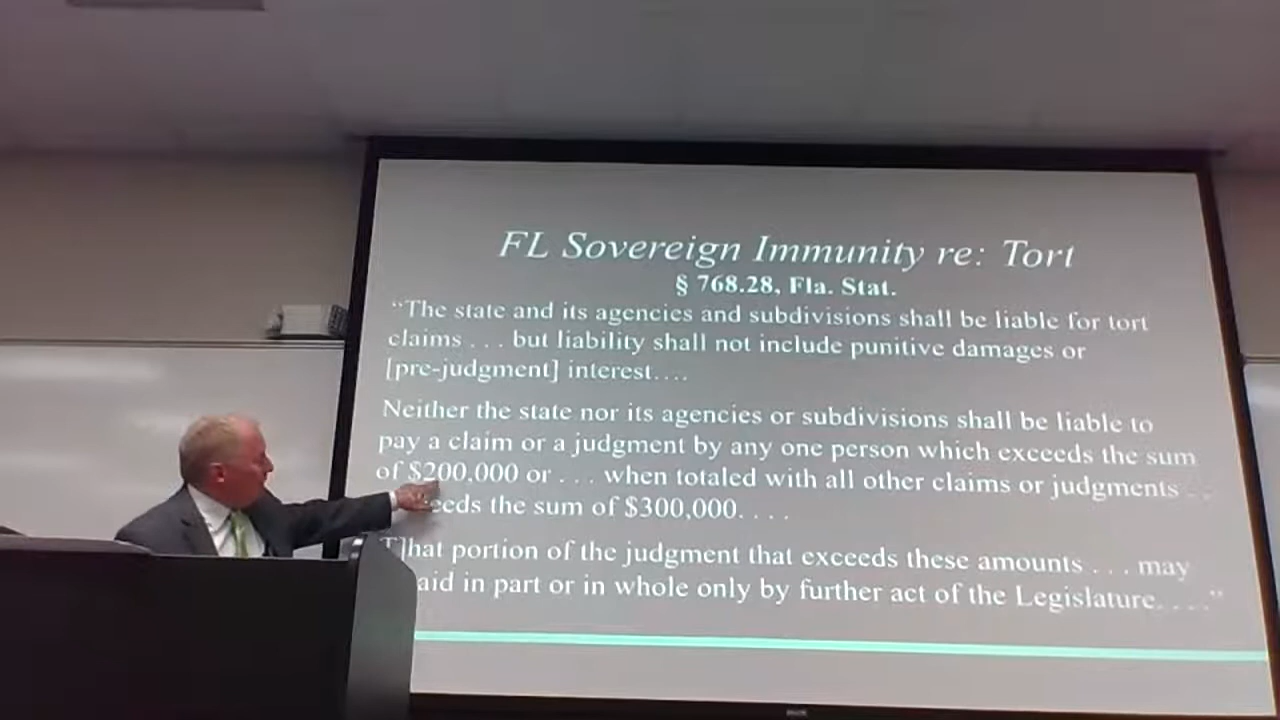 FL Sovereign Immunity re: Tort
§ 768.28, Fla. Stat.
“The state and its agencies and subdivisions shall be liable for tort
claims . . . but liability shall not include punitive damages or
[pre-judgment] interest....
Neither the state nor its agencies or subdivisions shall be liable to
pay a claim or a judgment by any one person which exceeds the sum
of $200,000 or . . . when totaled with all other claims or judgments . .
eeds the sum of $300,000. . . .
T]hat portion of the judgment that exceeds these amounts . . . may
aid in part or in whole only by further act of the Legislature. . . .”